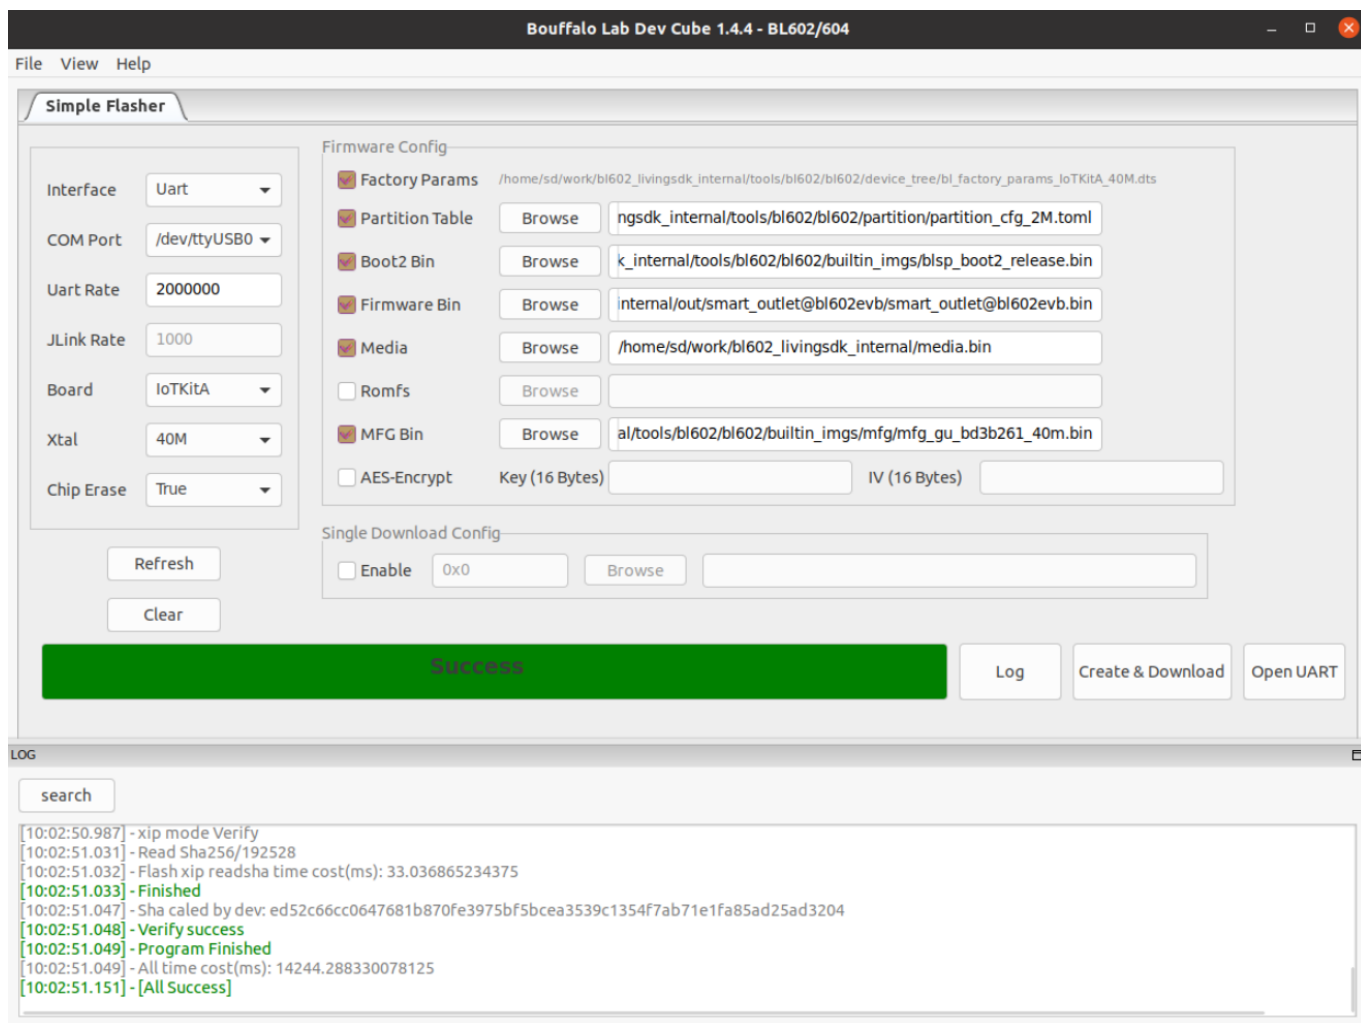 Bouffalo Lab Dev Cube 1.4.4 - BL602/604
File View Help
Simple Flasher
Interface Uart
COM Port /dev/ttyUSB0
Uart Rate 2000000
JLink Rate 1000
Board IoTKitA
Xtal 40M
Chip Erase True
Refresh
Clear
Firmware Config
Factory Params /home/sd/work/bl602_livingsdk_internal/tools/bl602/bl602/device_tree/bl_factory_params_IoTKitA_40M.dts
Partition Table Browse ngsdk_internal/tools/bl602/bl602/partition/partition_cfg_2M.toml
Boot2 Bin Browse k_internal/tools/bl602/bl602/builtin_imgs/blsp_boot2_release.bin
Firmware Bin Browse internal/out/smart_outlet@bl602evb/smart_outlet@bl602evb.bin
Media Browse /home/sd/work/bl602_livingsdk_internal/media.bin
Romfs Browse
MFG Bin Browse al/tools/bl602/bl602/builtin_imgs/mfg/mfg_gu_bd3b261_40m.bin
AES-Encrypt Key (16 Bytes) IV (16 Bytes)
Single Download Config
Enable 0x0 Browse
Success Log Create & Download Open UART
LOG
search
[10:02:50.987] - xip mode Verify
[10:02:51.031] - Read Sha256/192528
[10:02:51.032] - Flash xip readsha time cost(ms): 33.036865234375
[10:02:51.033] - Finished
[10:02:51.047] - Sha caled by dev: ed52c66cc0647681b870fe3975bf5bcea3539c1354f7ab71e1fa85ad25ad3204
[10:02:51.048] - Verify success
[10:02:51.049] - Program Finished
[10:02:51.049] - All time cost(ms): 14244.288330078125
[10:02:51.151] - [All Success]